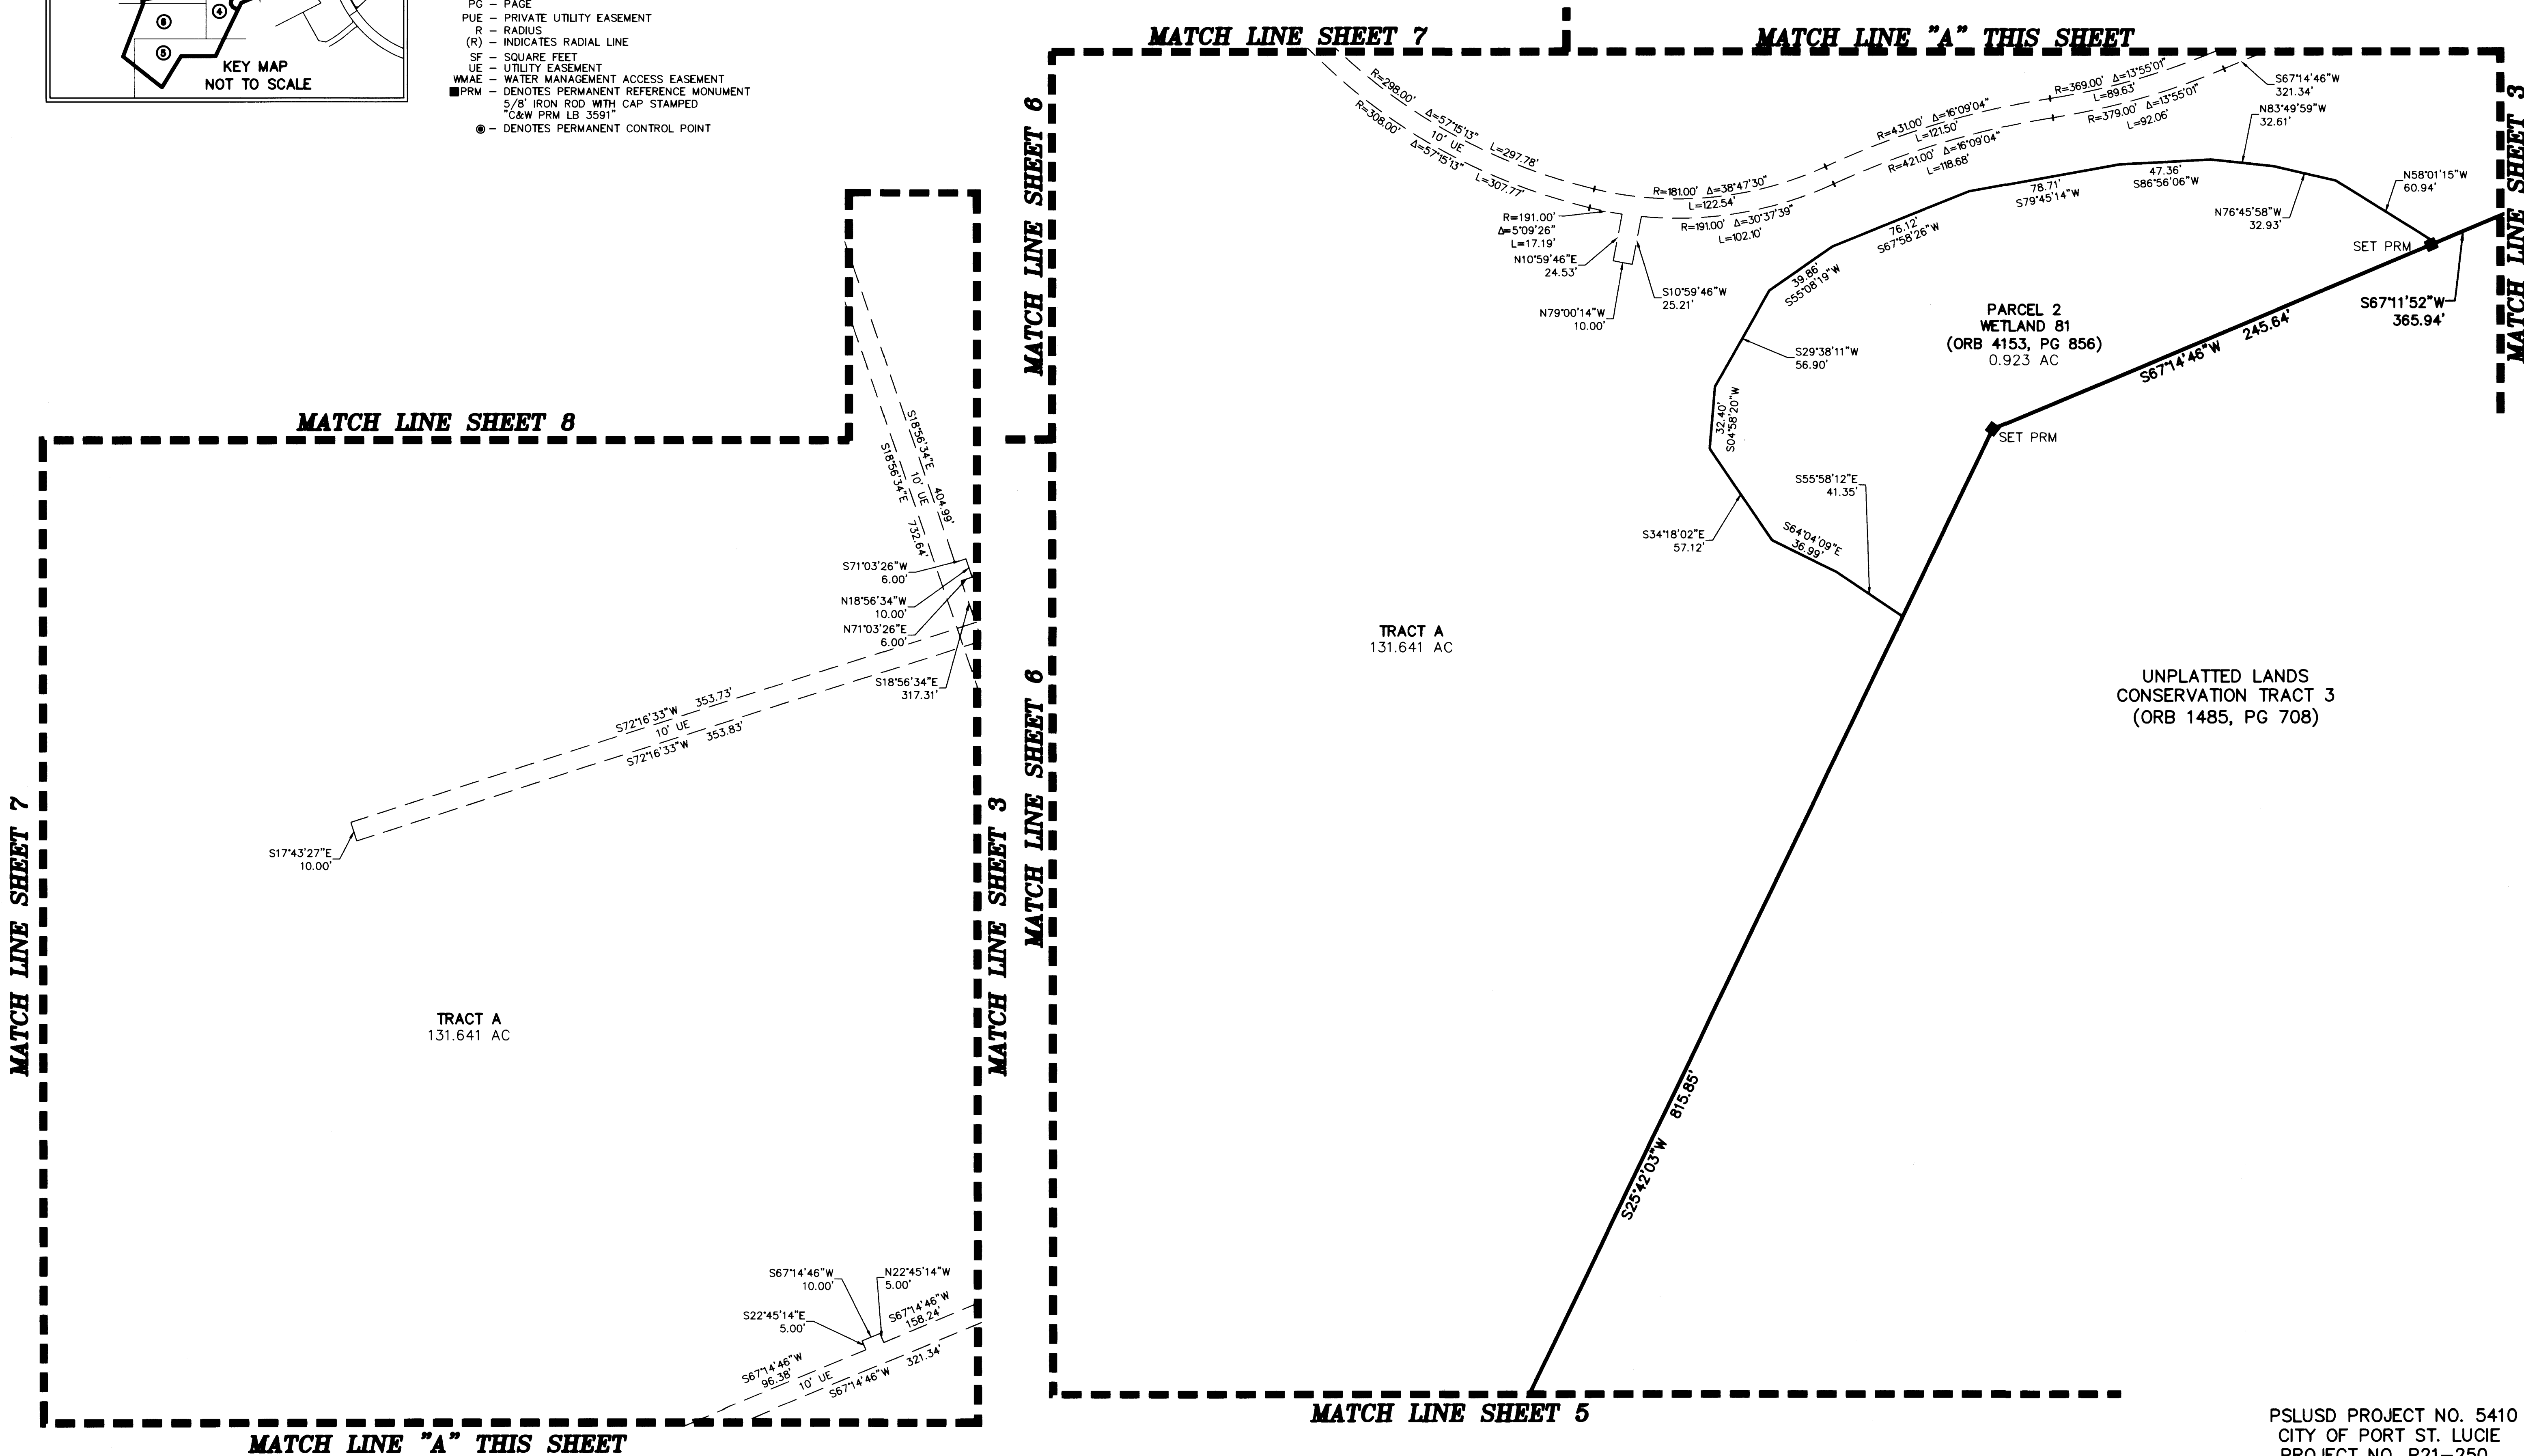 ⑥
④
⑤
KEY MAP
NOT TO SCALE
PG – PAGE
PUE – PRIVATE UTILITY EASEMENT
R – RADIUS
(R) – INDICATES RADIAL LINE
SF – SQUARE FEET
UE – UTILITY EASEMENT
WMAE – WATER MANAGEMENT ACCESS EASEMENT
■PRM – DENOTES PERMANENT REFERENCE MONUMENT
5/8' IRON ROD WITH CAP STAMPED
"C&W PRM LB 3591"
◉ – DENOTES PERMANENT CONTROL POINT
MATCH LINE SHEET 8
MATCH LINE SHEET 7
S18°56'34"E 404.99'
10' UE
S18°56'34"E 732.64'
S71°03'26"W
6.00'
N18°56'34"W
10.00'
N71°03'26"E
6.00'
S18°56'34"E
317.31'
S72°16'33"W 353.73'
10' UE
S72°16'33"W 353.83'
S17°43'27"E
10.00'
TRACT A
131.641 AC
S67°14'46"W
10.00'
N22°45'14"W
5.00'
S22°45'14"E
5.00'
S67°14'46"W
158.24'
S67°14'46"W
96.38'
10' UE
S67°14'46"W 321.34'
MATCH LINE "A" THIS SHEET
MATCH LINE SHEET 3
MATCH LINE SHEET 6
MATCH LINE SHEET 6
MATCH LINE SHEET 7
MATCH LINE "A" THIS SHEET
MATCH LINE SHEET 3
R=298.00' Δ=57°15'13" L=297.78'
10' UE
R=308.00' Δ=57°15'13" L=307.77'
R=181.00' Δ=38°47'30"
L=122.54'
R=191.00' Δ=30°37'39"
L=102.10'
R=431.00' Δ=16°09'04"
L=121.50'
R=421.00' Δ=16°09'04"
L=118.68'
R=369.00' Δ=13°55'01"
L=89.63'
R=379.00' Δ=13°55'01"
L=92.06'
S67°14'46"W
321.34'
N83°49'59"W
32.61'
N58°01'15"W
60.94'
N76°45'58"W
32.93'
47.36'
S86°56'06"W
78.71'
S79°45'14"W
76.12'
S67°58'26"W
39.86'
S55°08'19"W
R=191.00'
Δ=5°09'26"
L=17.19'
N10°59'46"E
24.53'
S10°59'46"W
25.21'
N79°00'14"W
10.00'
SET PRM
S67°11'52"W
365.94'
PARCEL 2
WETLAND 81
(ORB 4153, PG 856)
0.923 AC
S67°14'46"W 245.64'
S29°38'11"W
56.90'
32.40'
S04°58'20"W
SET PRM
S55°58'12"E
41.35'
S34°18'02"E
57.12'
S64°04'09"E
36.99'
TRACT A
131.641 AC
UNPLATTED LANDS
CONSERVATION TRACT 3
(ORB 1485, PG 708)
S25°42'03"W 815.85'
MATCH LINE SHEET 5
PSLUSD PROJECT NO. 5410
CITY OF PORT ST. LUCIE
PROJECT NO. P21-250